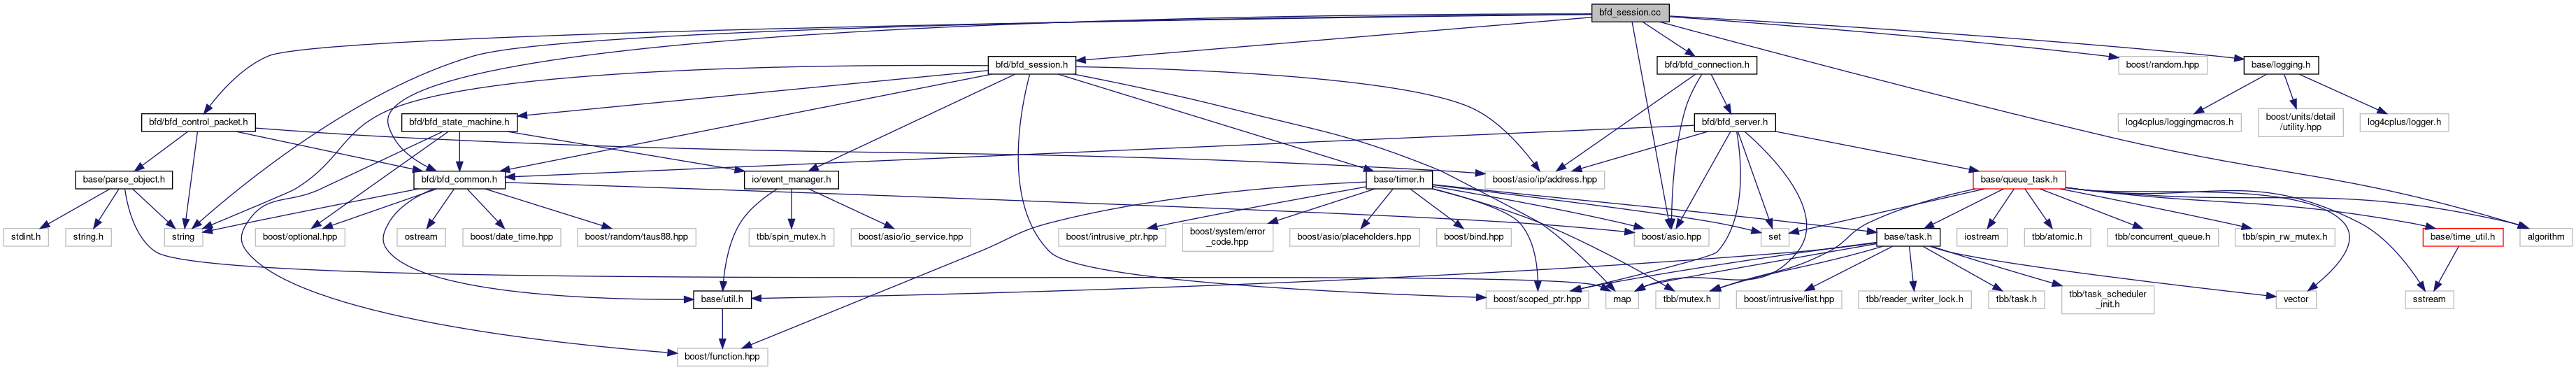 bfd_session.cc
bfd/bfd_session.h
bfd/bfd_connection.h
boost/random.hpp
base/logging.h
bfd/bfd_control_packet.h
bfd/bfd_state_machine.h
bfd/bfd_server.h
log4cplus/loggingmacros.h
boost/units/detail
/utility.hpp
log4cplus/logger.h
base/parse_object.h
bfd/bfd_common.h
io/event_manager.h
boost/asio/ip/address.hpp
base/timer.h
base/queue_task.h
stdint.h
string.h
string
boost/optional.hpp
ostream
boost/date_time.hpp
boost/random/taus88.hpp
tbb/spin_mutex.h
boost/asio/io_service.hpp
boost/intrusive_ptr.hpp
boost/system/error
_code.hpp
boost/asio/placeholders.hpp
boost/bind.hpp
boost/asio.hpp
set
base/task.h
iostream
tbb/atomic.h
tbb/concurrent_queue.h
tbb/spin_rw_mutex.h
base/time_util.h
algorithm
base/util.h
boost/scoped_ptr.hpp
map
tbb/mutex.h
boost/intrusive/list.hpp
tbb/reader_writer_lock.h
tbb/task.h
tbb/task_scheduler
_init.h
vector
sstream
boost/function.hpp